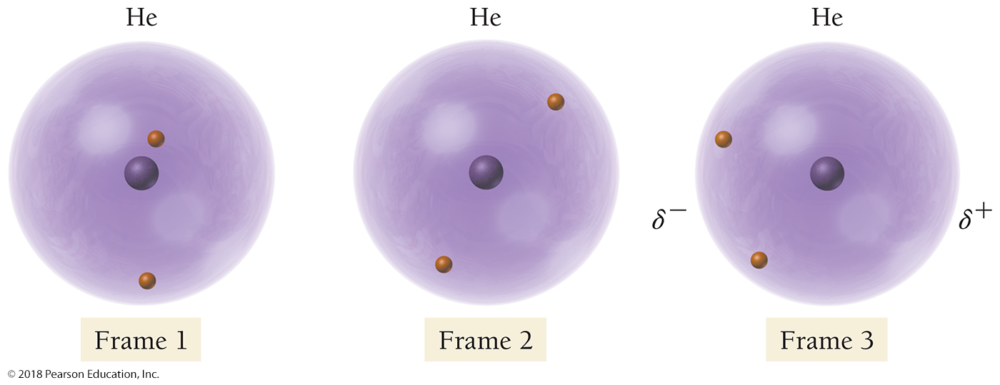 He He He
δ− δ+
Frame 1 Frame 2 Frame 3
© 2018 Pearson Education, Inc.